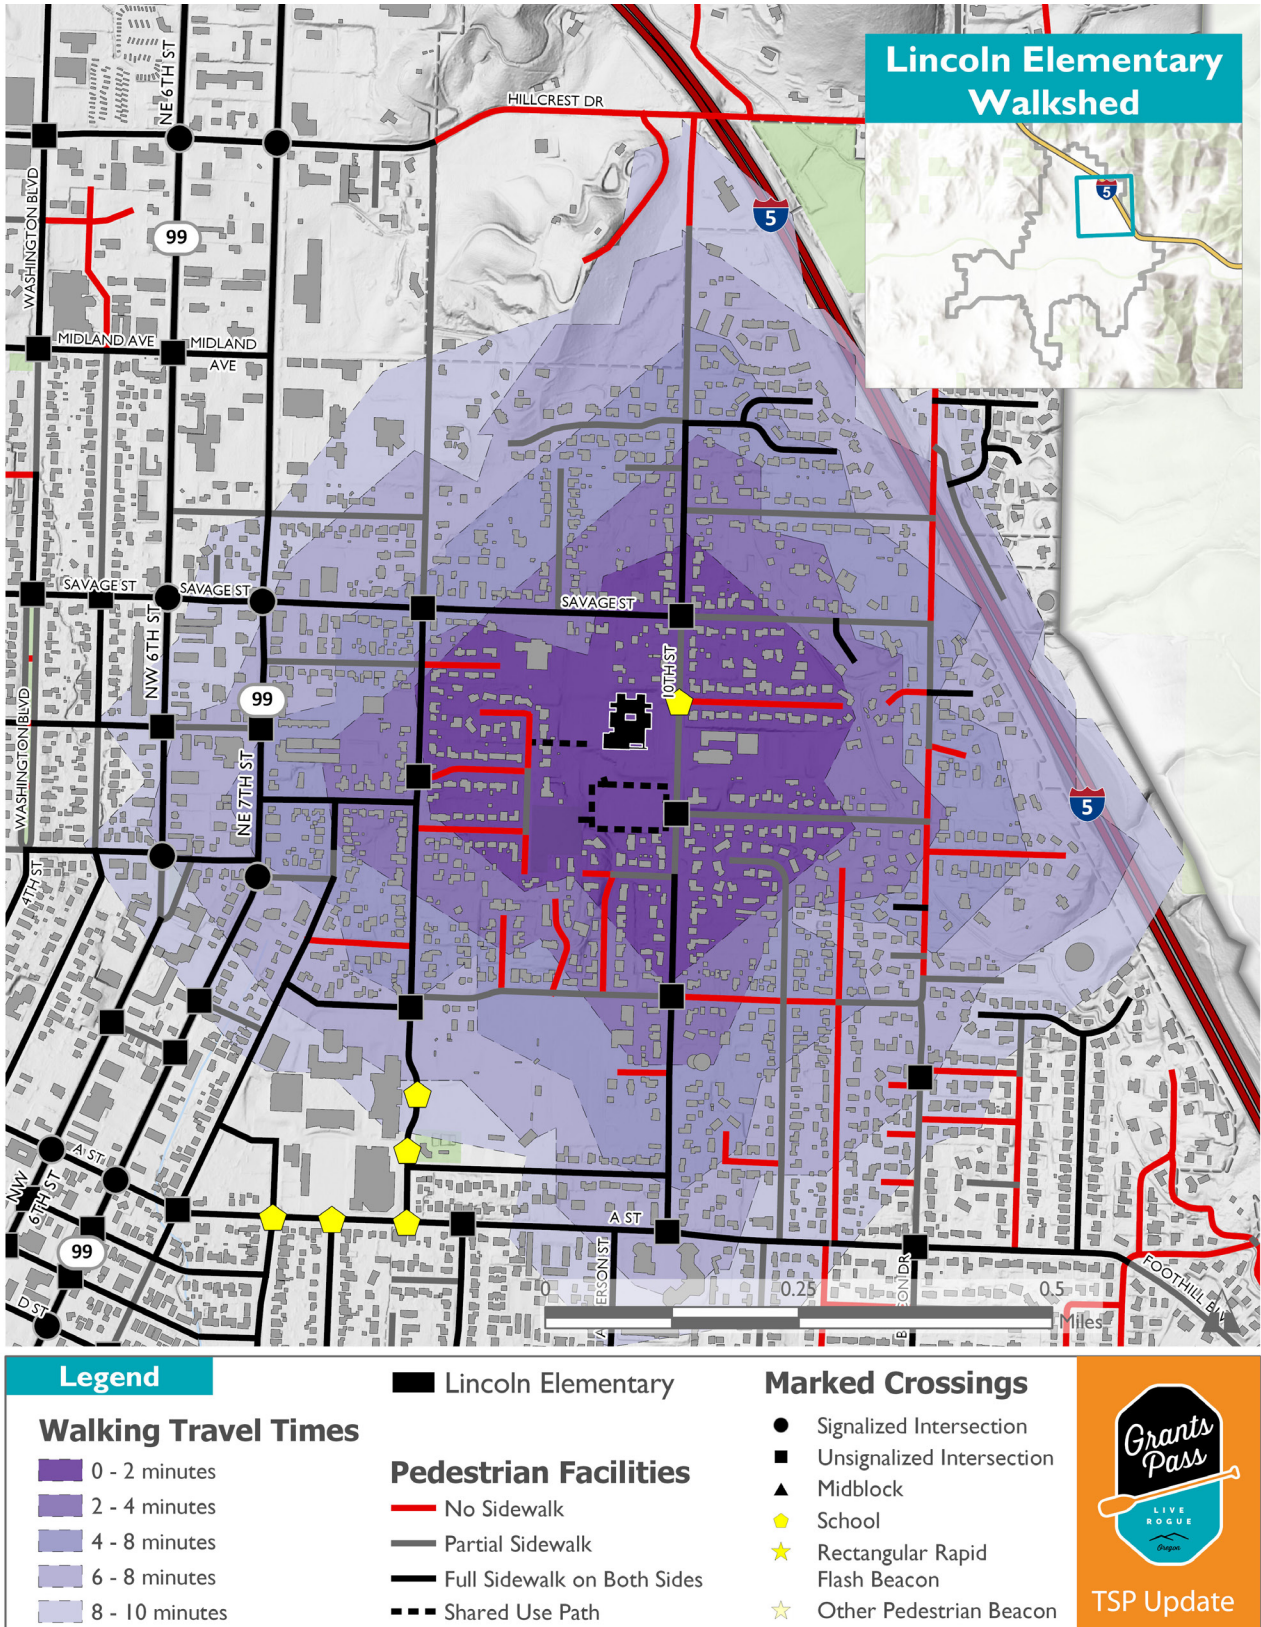 HILLCREST DR
Lincoln Elementary
Walkshed
5
NE 6TH ST
WASHINGTON BLVD
99
5
MIDLAND AVE
MIDLAND
AVE
SAVAGE ST
SAVAGE ST
SAVAGE ST
NW 6TH ST
10TH ST
WASHINGTON BLVD
99
NE 7TH ST
5
4TH ST
A ST
NW
6TH ST
99
D ST
A ST
ERSON ST
DR
FOOTHILL B
0
0.25
0.5
Miles
Legend
Walking Travel Times
0 - 2 minutes
2 - 4 minutes
4 - 8 minutes
6 - 8 minutes
8 - 10 minutes
Lincoln Elementary
Pedestrian Facilities
No Sidewalk
Partial Sidewalk
Full Sidewalk on Both Sides
Shared Use Path
Marked Crossings
Signalized Intersection
Unsignalized Intersection
Midblock
School
Rectangular Rapid
Flash Beacon
Other Pedestrian Beacon
Grants
Pass
LIVE
ROGUE
Oregon
TSP Update